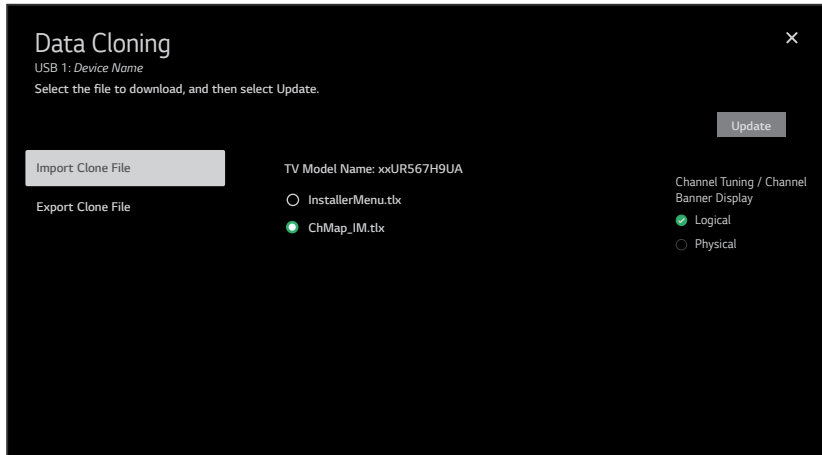 Data Cloning
USB 1: Device Name
Select the file to download, and then select Update.
Update
Import Clone File
Export Clone File
TV Model Name: xxUR567H9UA
InstallerMenu.tlx
ChMap_IM.tlx
Channel Tuning / Channel
Banner Display
Logical
Physical